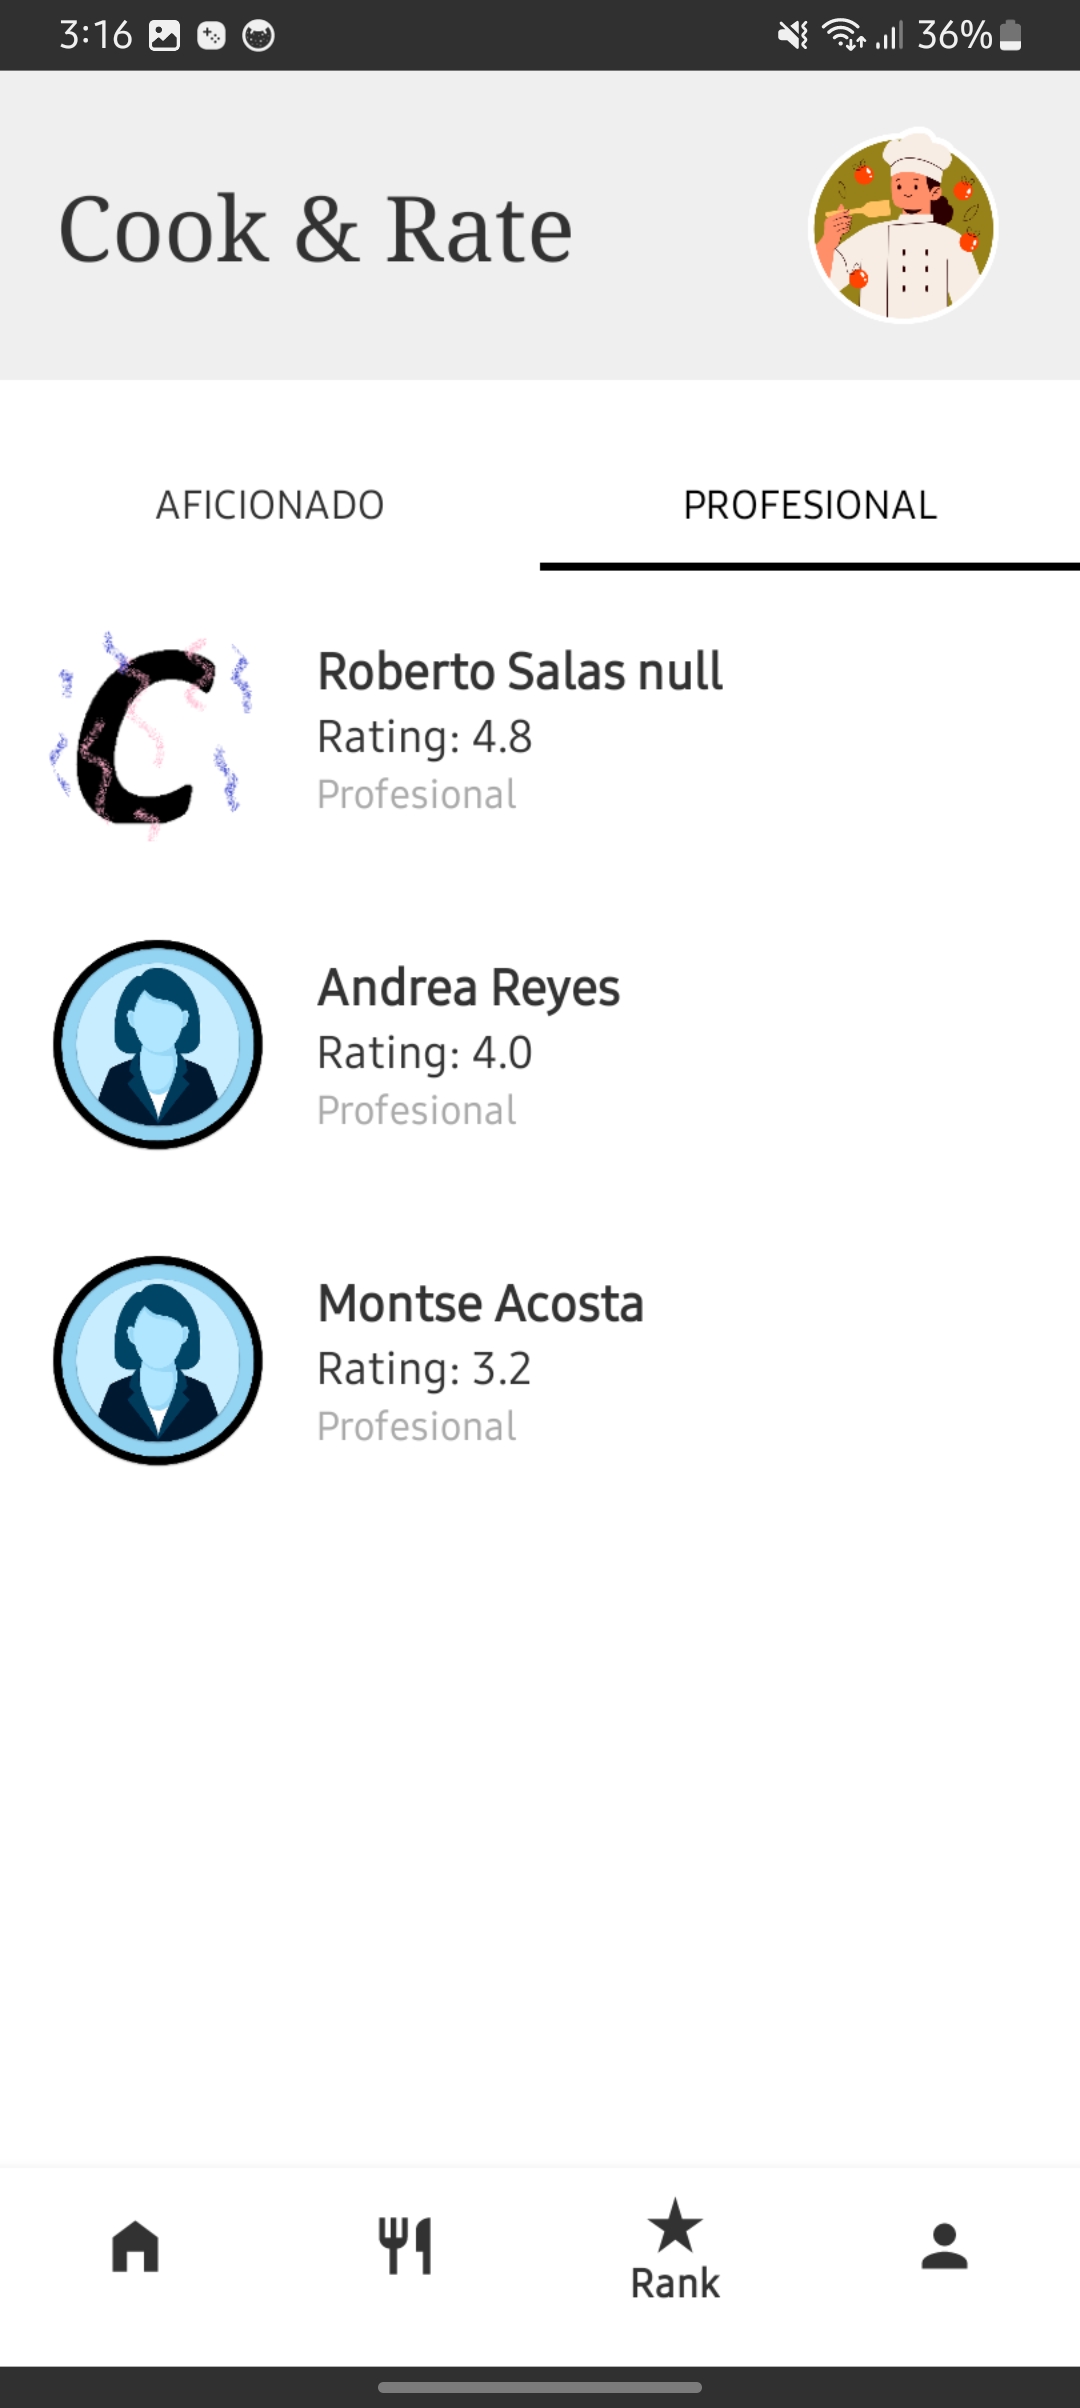 3:16
36%
Cook & Rate
AFICIONADO
PROFESIONAL
Roberto Salas null
Rating: 4.8
Profesional
Andrea Reyes
Rating: 4.0
Profesional
Montse Acosta
Rating: 3.2
Profesional
Rank